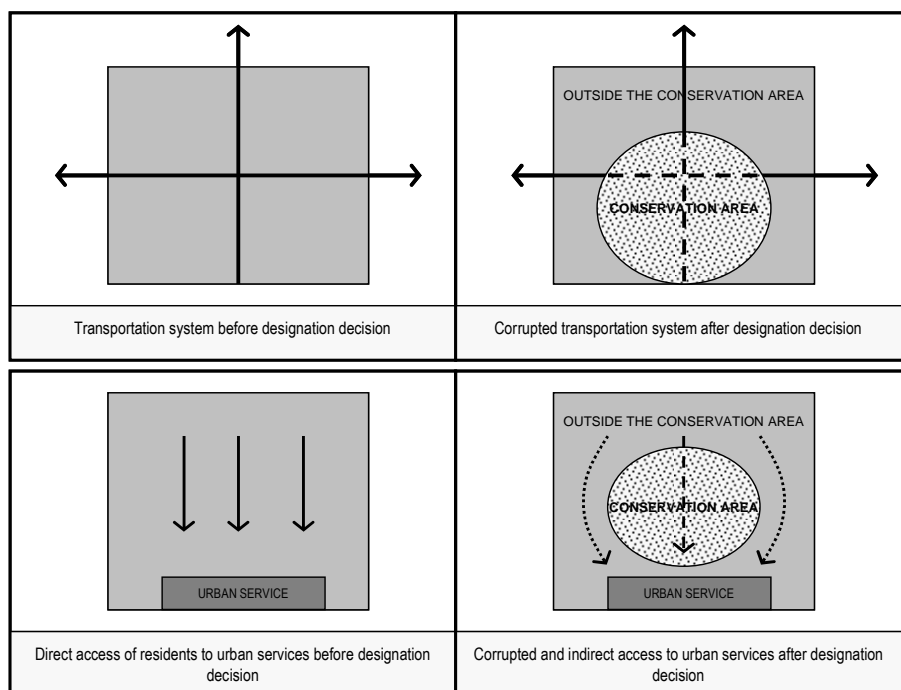 OUTSIDE THE CONSERVATION AREA
CONSERVATION AREA
Transportation system before designation decision
Corrupted transportation system after designation decision
OUTSIDE THE CONSERVATION AREA
CONSERVATION AREA
URBAN SERVICE
URBAN SERVICE
Direct access of residents to urban services before designation
decision
Corrupted and indirect access to urban services after designation
decision